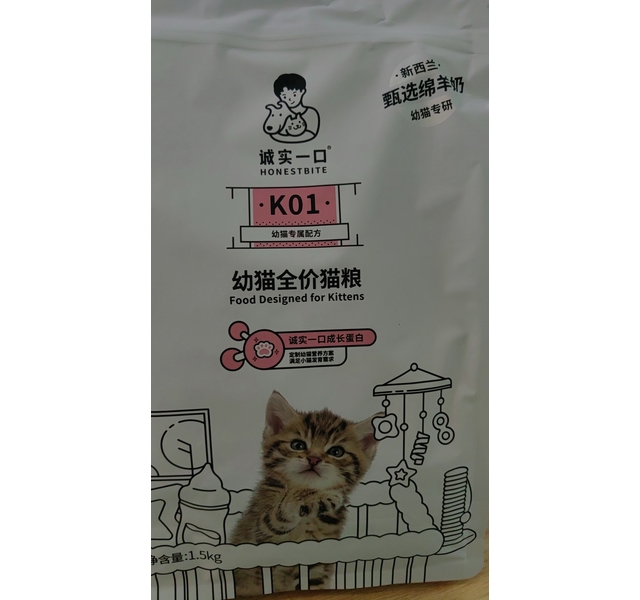 ·新西兰·
甄选绵羊奶
幼猫专研
诚实一口®
HONESTBITE
·K01·
幼猫专属配方
幼猫全价猫粮
Food Designed for Kittens
诚实一口成长蛋白
定制幼猫营养方案
满足小猫发育需求
净含量:1.5kg